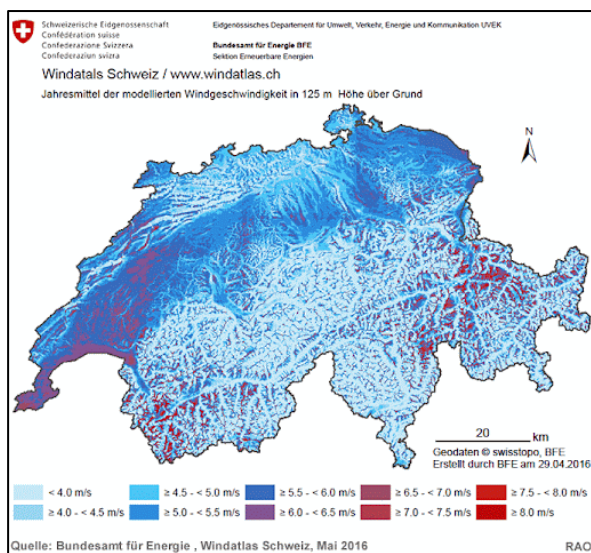 Schweizerische Eidgenossenschaft
Confédération suisse
Confederazione Svizzera
Confederaziun svizra
Eidgenössisches Departement für Umwelt, Verkehr, Energie und Kommunikation UVEK
Bundesamt für Energie BFE
Sektion Erneuerbare Energien
Windatals Schweiz / www.windatlas.ch
Jahresmittel der modellierten Windgeschwindigkeit in 125 m Höhe über Grund
N
20 km
Geodaten © swisstopo, BFE
Erstellt durch BFE am 29.04.2016
< 4.0 m/s
≥ 4.5 - < 5.0 m/s
≥ 5.5 - < 6.0 m/s
≥ 6.5 - < 7.0 m/s
≥ 7.5 - < 8.0 m/s
≥ 4.0 - < 4.5 m/s
≥ 5.0 - < 5.5 m/s
≥ 6.0 - < 6.5 m/s
≥ 7.0 - < 7.5 m/s
≥ 8.0 m/s
Quelle: Bundesamt für Energie , Windatlas Schweiz, Mai 2016
RAO